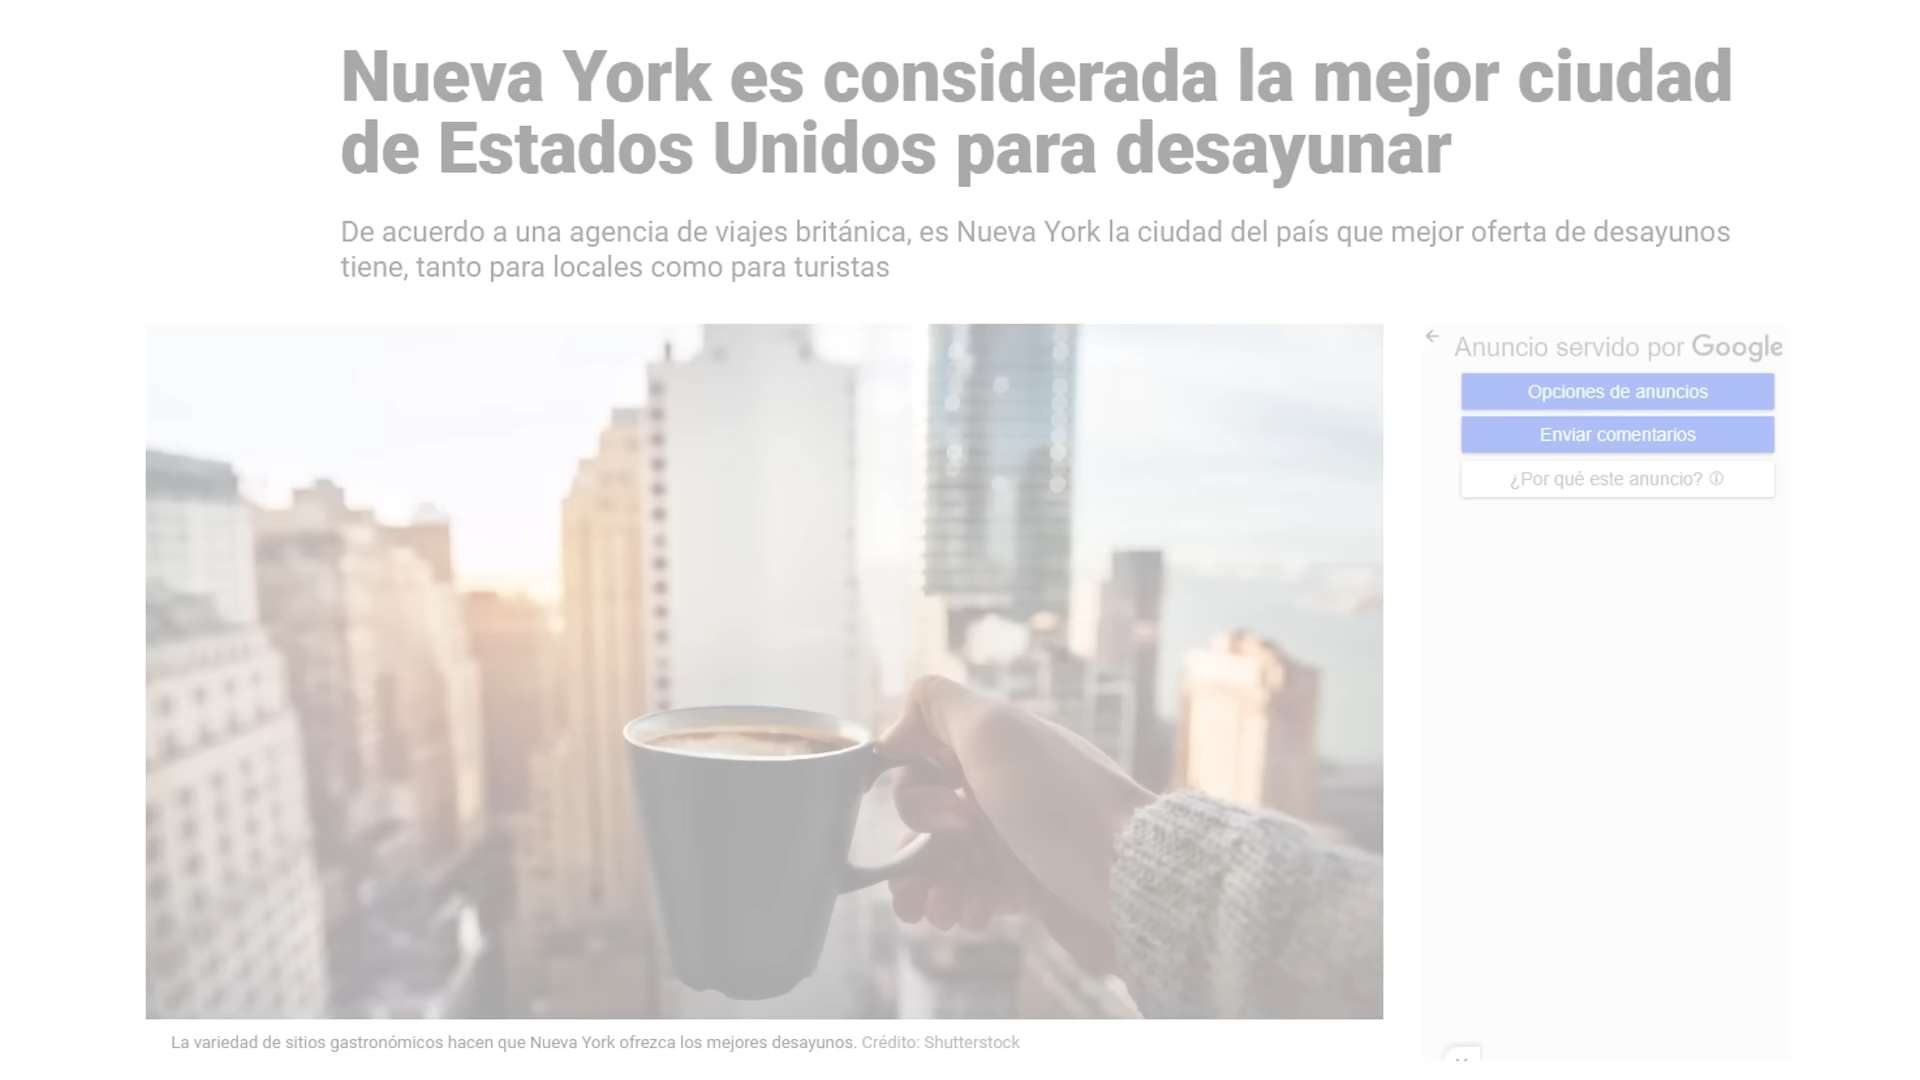 Nueva York es considerada la mejor ciudad
de Estados Unidos para desayunar
De acuerdo a una agencia de viajes británica, es Nueva York la ciudad del país que mejor oferta de desayunos
tiene, tanto para locales como para turistas
Anuncio servido por Google
Opciones de anuncios
Enviar comentarios
¿Por qué este anuncio?
La variedad de sitios gastronómicos hacen que Nueva York ofrezca los mejores desayunos. Crédito: Shutterstock